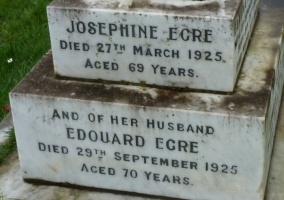 JOSEPHINE EGRE
DIED 27TH MARCH 1925.
AGED 69 YEARS.
AND OF HER HUSBAND
EDOUARD EGRE
DIED 29TH SEPTEMBER 1925
AGED 70 YEARS.